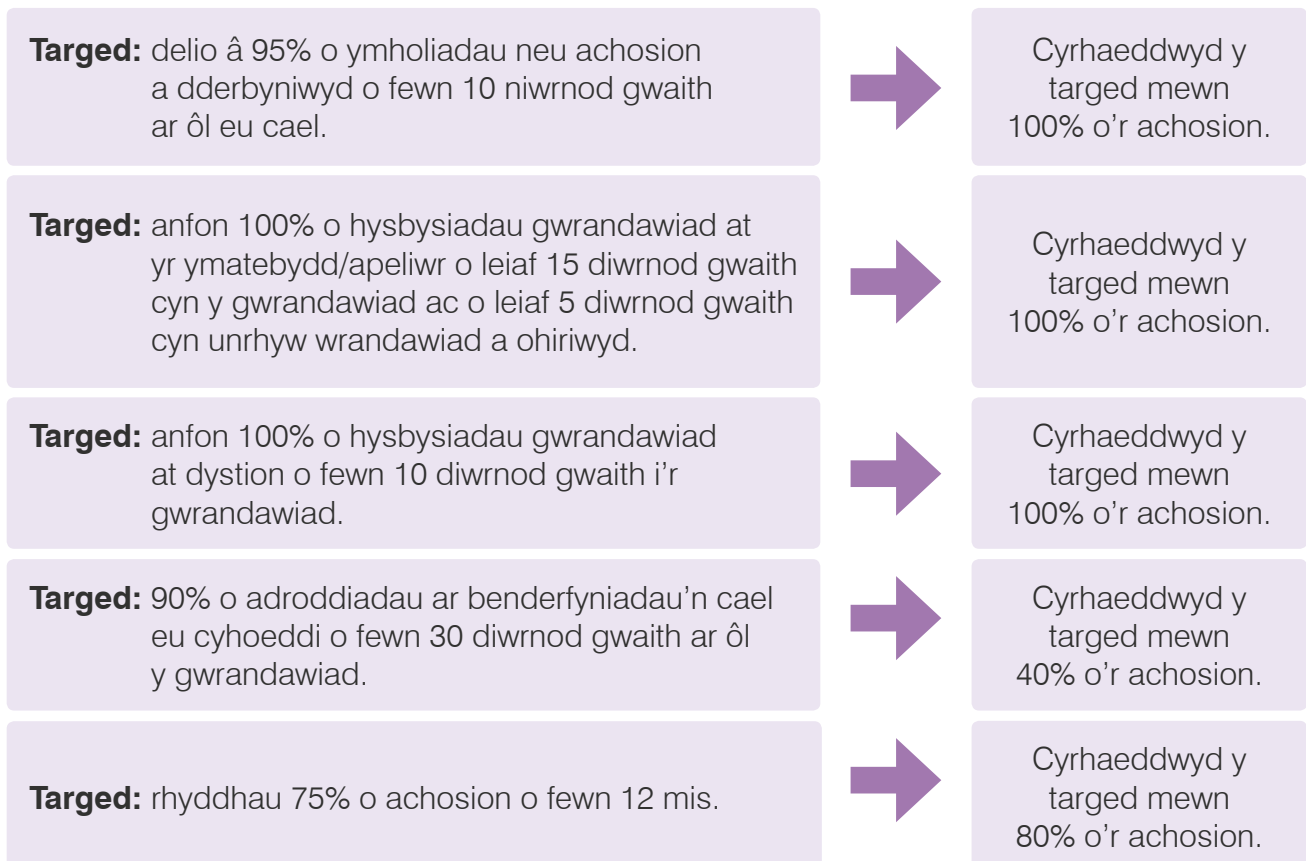 Targed: delio â 95% o ymholiadau neu achosion
a dderbyniwyd o fewn 10 niwrnod gwaith
ar ôl eu cael.
Cyrhaeddwyd y
targed mewn
100% o'r achosion.
Targed: anfon 100% o hysbysiadau gwrandawiad at
yr ymatebydd/apeliwr o leiaf 15 diwrnod gwaith
cyn y gwrandawiad ac o leiaf 5 diwrnod gwaith
cyn unrhyw wrandawiad a ohiriwyd.
Cyrhaeddwyd y
targed mewn
100% o'r achosion.
Targed: anfon 100% o hysbysiadau gwrandawiad
at dystion o fewn 10 diwrnod gwaith i'r
gwrandawiad.
Cyrhaeddwyd y
targed mewn
100% o'r achosion.
Targed: 90% o adroddiadau ar benderfyniadau'n cael
eu cyhoeddi o fewn 30 diwrnod gwaith ar ôl
y gwrandawiad.
Cyrhaeddwyd y
targed mewn
40% o'r achosion.
Targed: rhyddhau 75% o achosion o fewn 12 mis.
Cyrhaeddwyd y
targed mewn
80% o'r achosion.